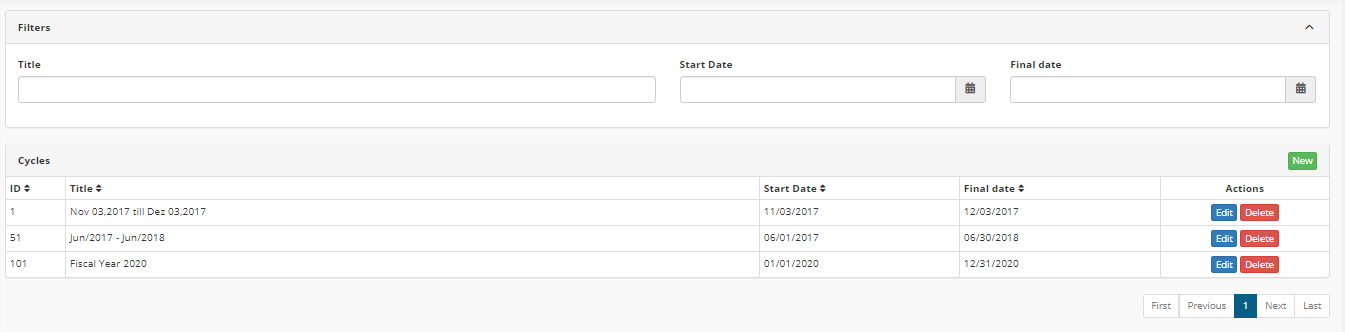 Filters
Title Start Date Final date
Cycles New
ID Title Start Date Final date Actions
1 Nov 03,2017 till Dez 03,2017 11/03/2017 12/03/2017 Edit Delete
51 Jun/2017 - Jun/2018 06/01/2017 06/30/2018 Edit Delete
101 Fiscal Year 2020 01/01/2020 12/31/2020 Edit Delete
First Previous 1 Next Last